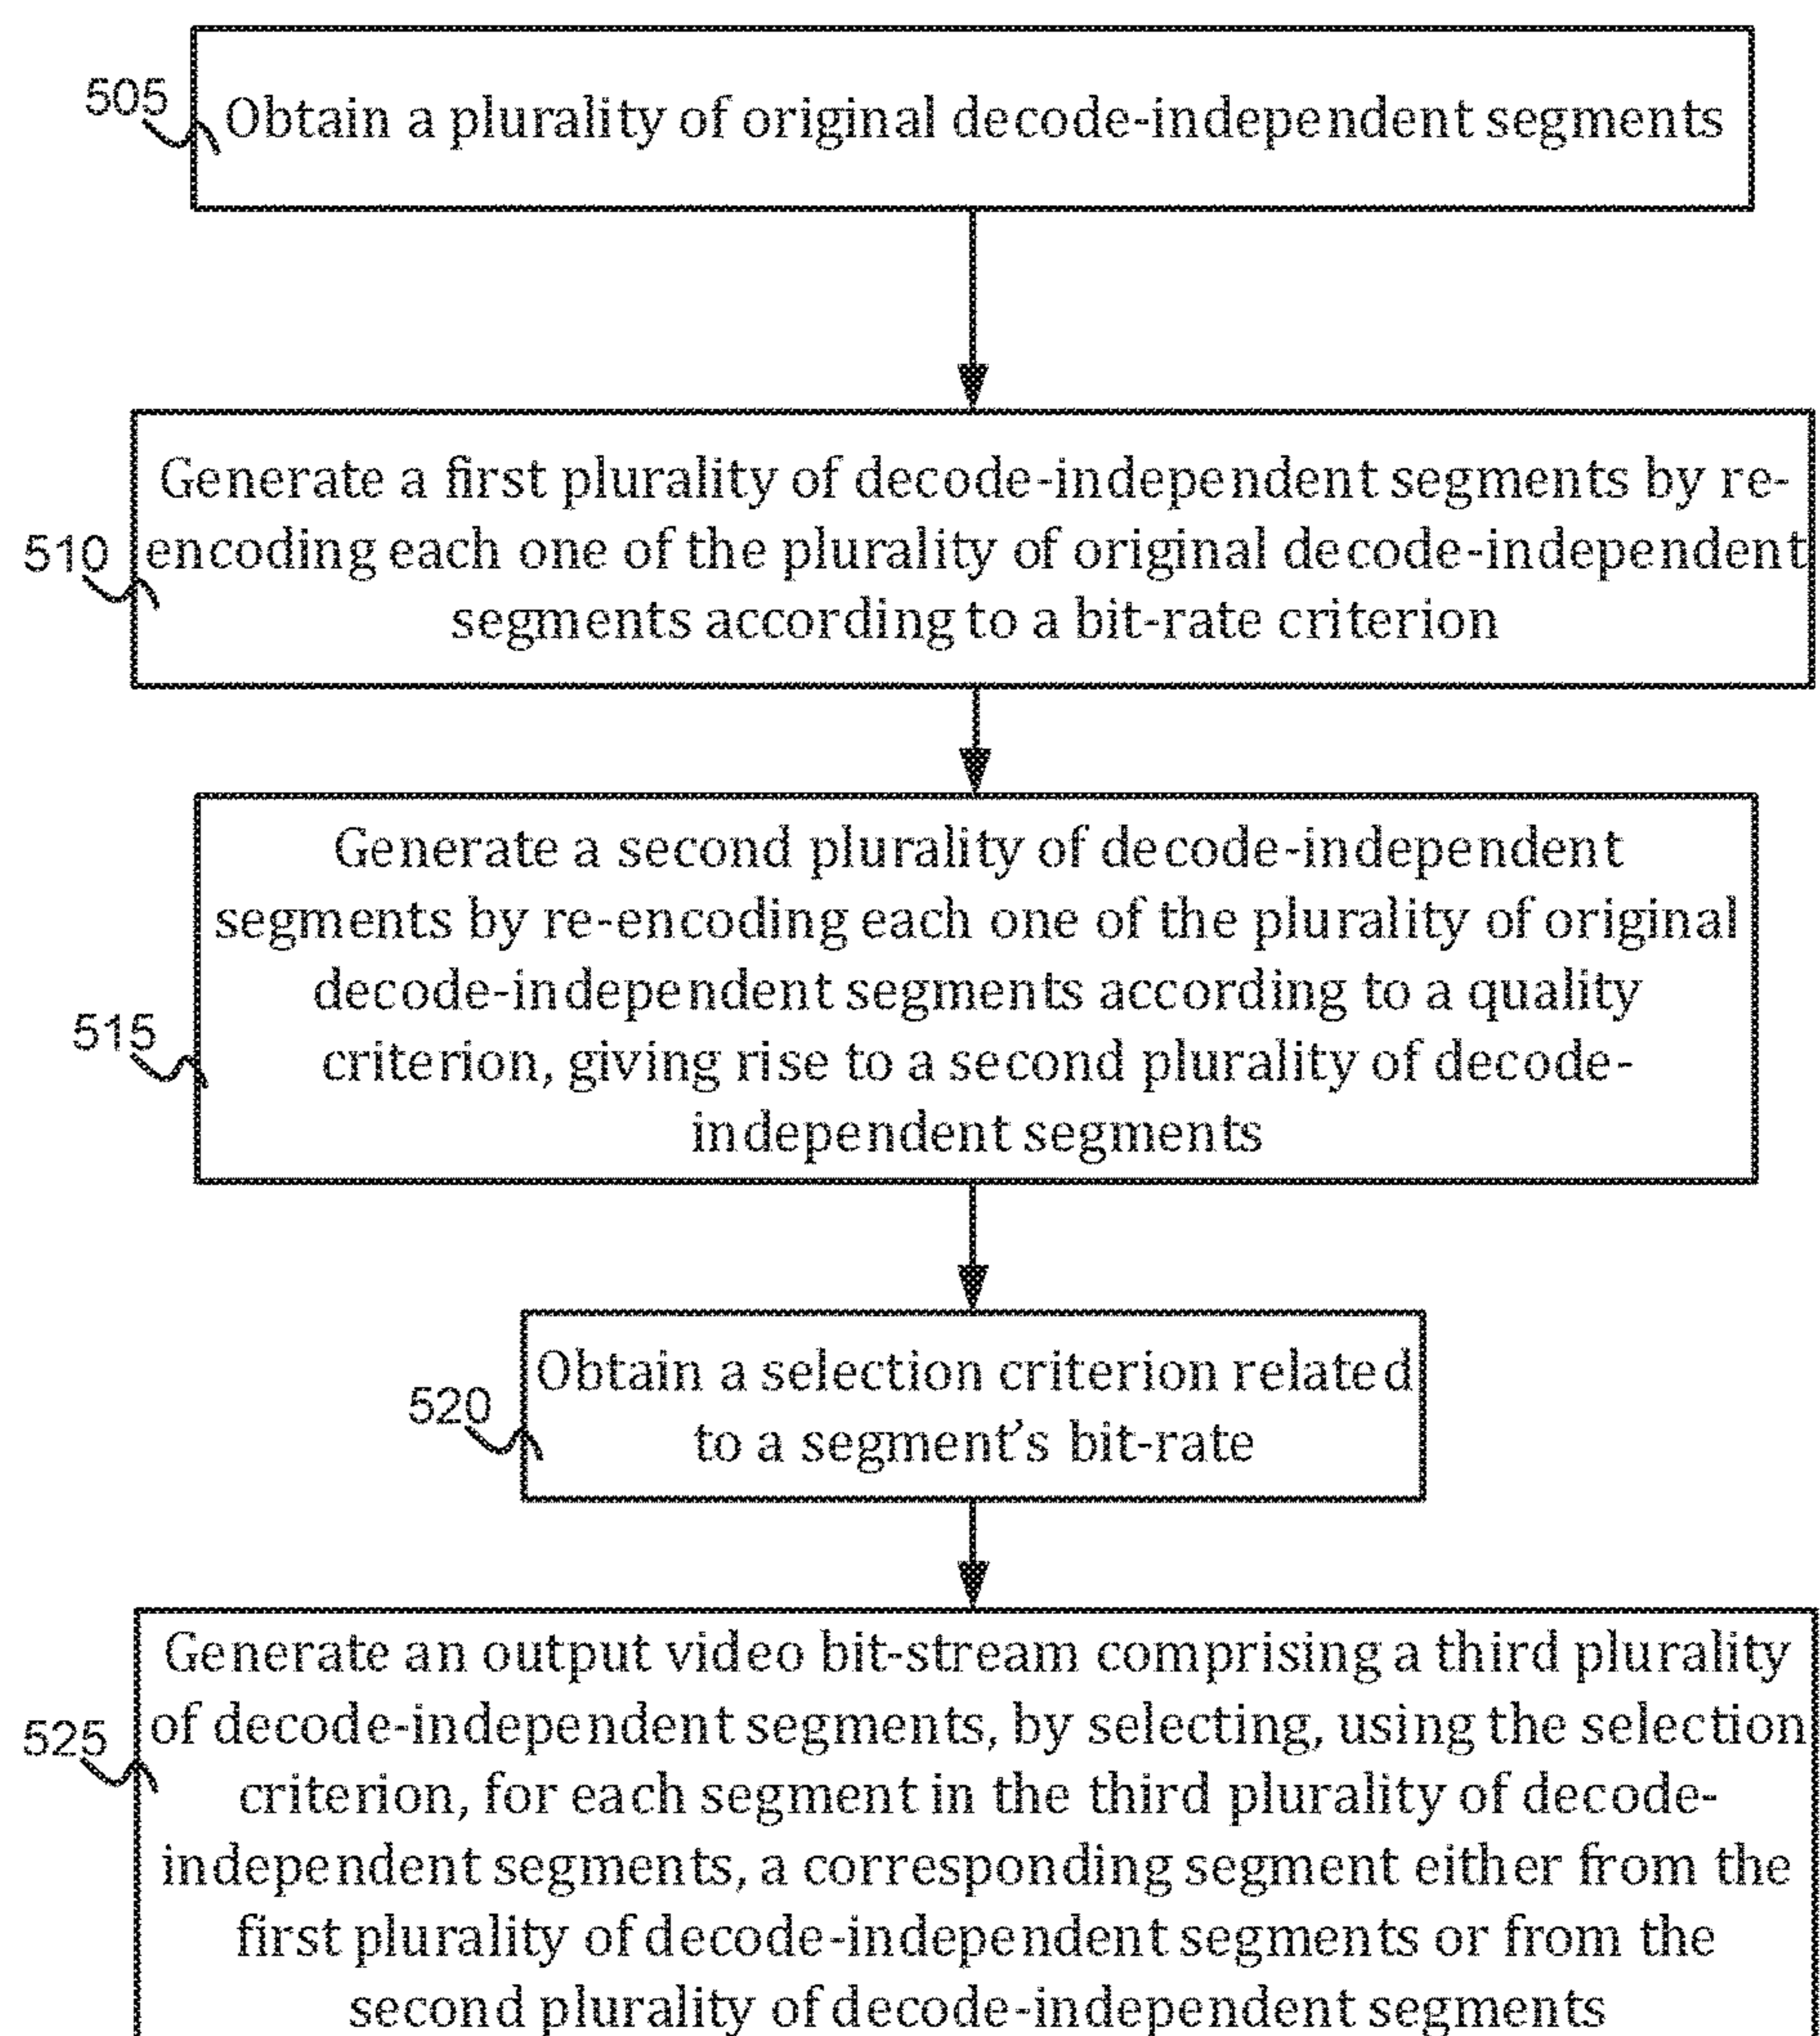 505
Obtain a plurality of original decode-independent segments
Generate a first plurality of decode-independent segments by re-
510
encoding each one of the plurality of original decode-independent
segments according to a bit-rate criterion
Generate a second plurality of decode-independent
segments by re-encoding each one of the plurality of original
decode-independent segments according to a quality
515
criterion, giving rise to a second plurality of decode-
independent segments
Obtain a selection criterion related
520
to a segment’s bit-rate
Generate an output video bit-stream comprising a third plurality
525
of decode-independent segments, by selecting, using the selection
criterion, for each segment in the third plurality of decode-
independent segments, a corresponding segment either from the
first plurality of decode-independent segments or from the
second plurality of decode-independent segments